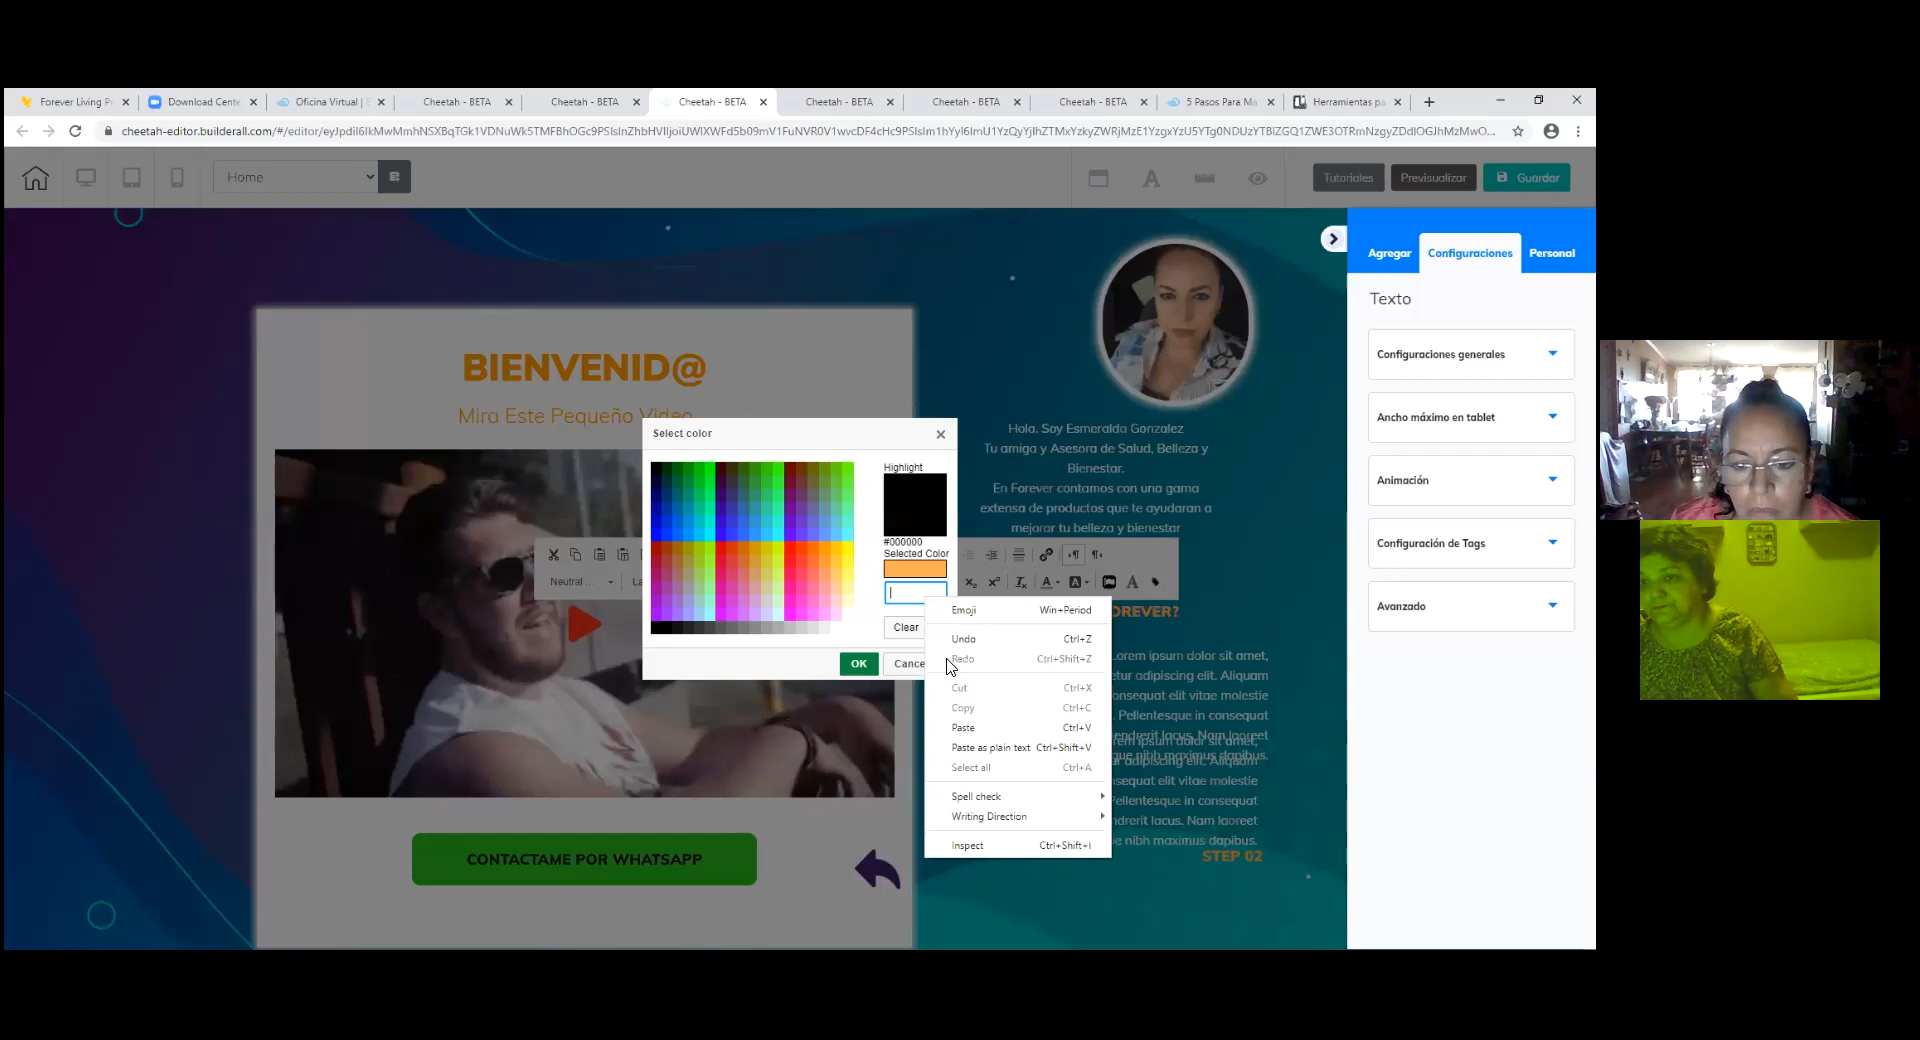 Forever Living Pr
Download Cente
Oficina Virtual |
Cheetah - BETA
Cheetah - BETA
Cheetah - BETA
Cheetah - BETA
Cheetah - BETA
Cheetah - BETA
5 Pasos Para Ma
Herramientas pa
Home
Tutoriales
Previsualizar
Guardar
Agregar
Configuraciones
Personal
Texto
Configuraciones generales
Ancho máximo en tablet
Animación
Configuración de Tags
Avanzado
BIENVENID@
Mira Este Pequeño Video
CONTACTAME POR WHATSAPP
Hola. Soy Esmeralda Gonzalez
Tu amiga y Asesora de Salud, Belleza y
Bienestar.
En Forever contamos con una gama
extensa de productos que te ayudaran a
mejorar tu belleza y bienestar
Neutral ...
Select color
Highlight
#000000
Selected Color
Clear
OK
Cance
Emoji Win+Period
Undo Ctrl+Z
Redo Ctrl+Shift+Z
Cut Ctrl+X
Copy Ctrl+C
Paste Ctrl+V
Paste as plain text Ctrl+Shift+V
Select all Ctrl+A
Spell check
Writing Direction
Inspect Ctrl+Shift+I
OREVER?
Lorem ipsum dolor sit amet,
etur adipiscing elit. Aliquam
onsequat elit vitae molestie
. Pellentesque in consequat
sequat elit vitae molestie
Pellentesque in consequat
ndrerit lacus. Nam laoreet
e nibh maximus dapibus.
STEP 02